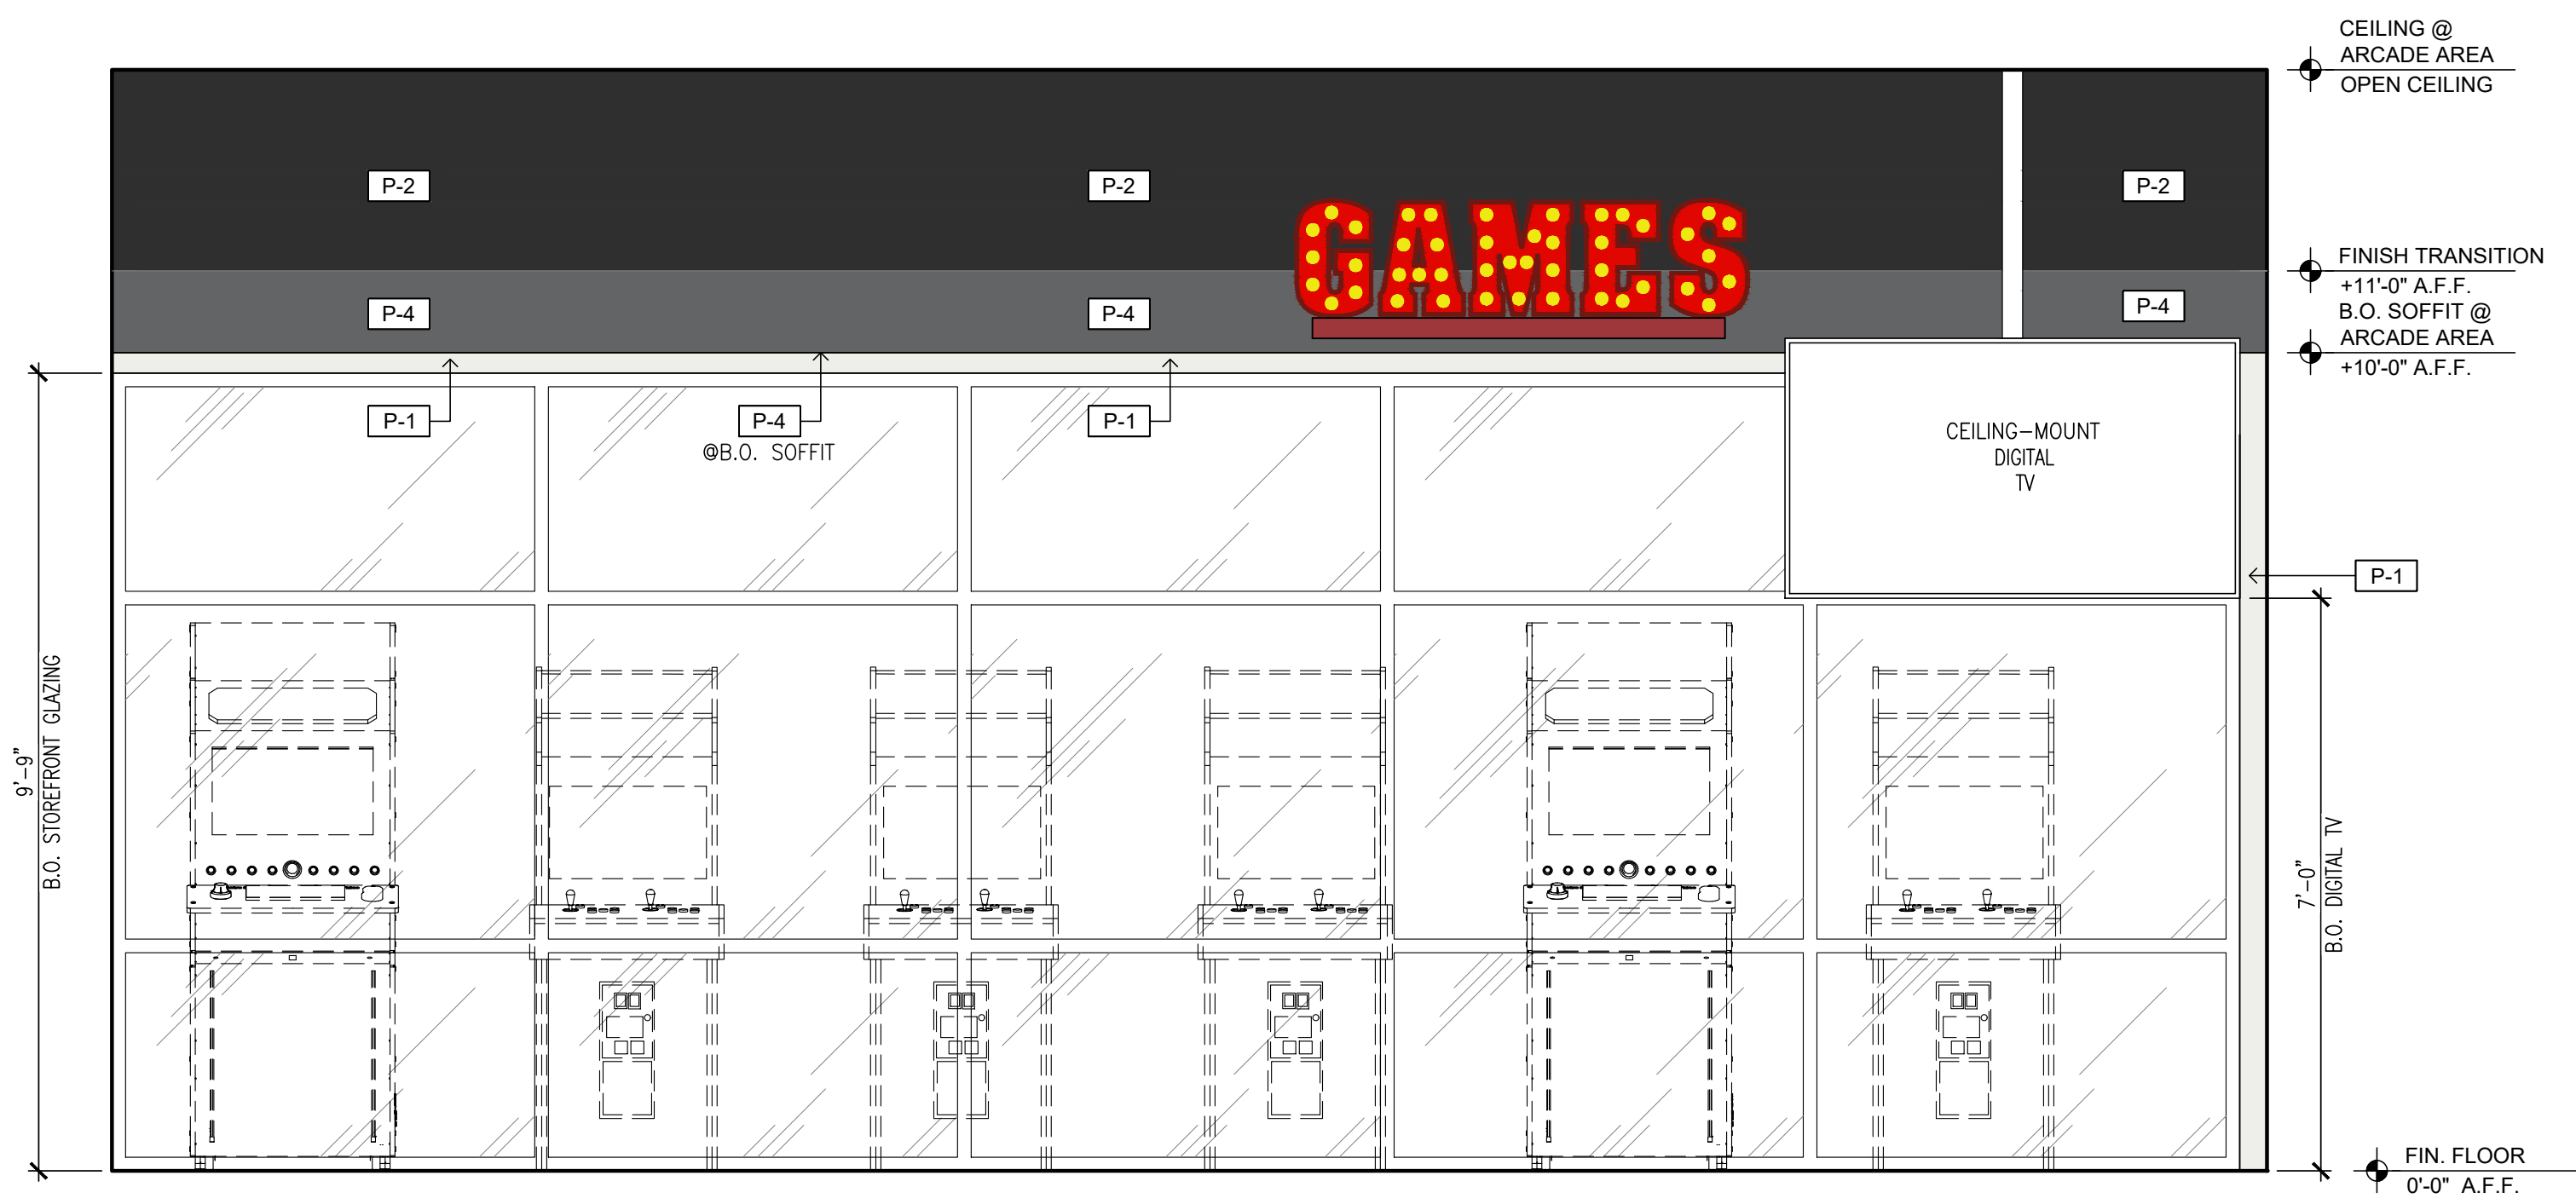 CEILING @
ARCADE AREA
OPEN CEILING
P-2
P-2
P-2
GAMES
FINISH TRANSITION
+11'-0" A.F.F.
P-4
P-4
P-4
B.O. SOFFIT @
ARCADE AREA
+10'-0" A.F.F.
P-1
P-4
@B.O. SOFFIT
P-1
CEILING-MOUNT
DIGITAL
TV
P-1
9'-9"
B.O. STOREFRONT GLAZING
7'-0"
B.O. DIGITAL TV
FIN. FLOOR
0'-0" A.F.F.